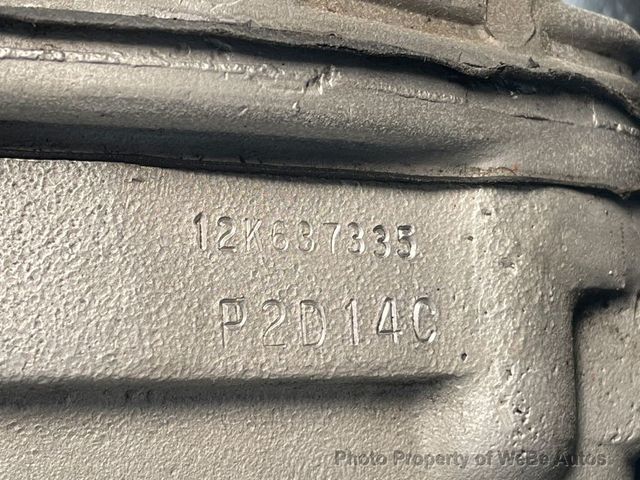 12K637335
P2D14C
Photo Property of WeBe Autos